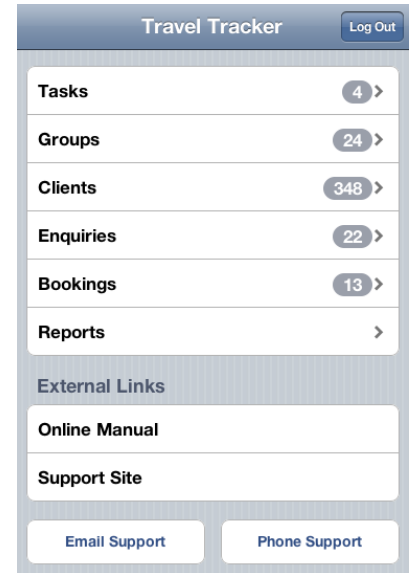 Travel Tracker Log Out
Tasks 4
Groups 24
Clients 348
Enquiries 22
Bookings 13
Reports
External Links
Online Manual
Support Site
Email Support Phone Support